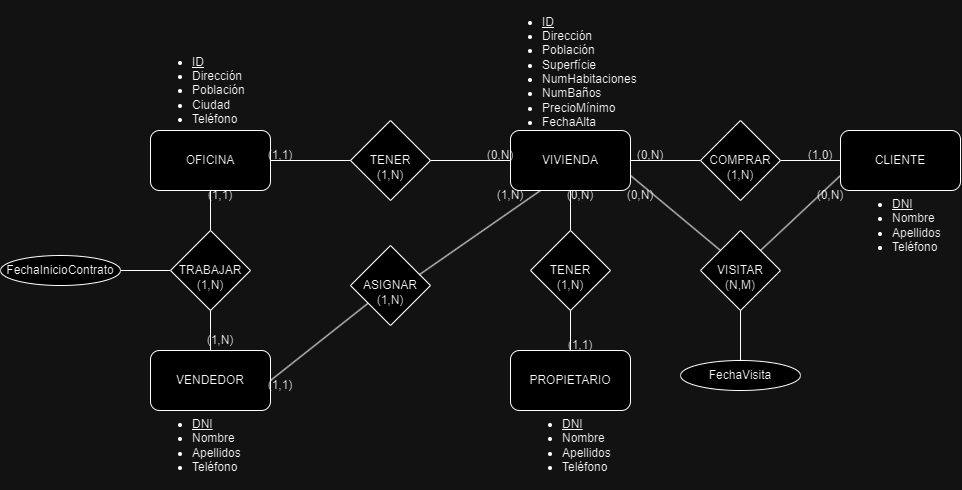 ID
Dirección
Población
Superfície
NumHabitaciones
NumBaños
PrecioMínimo
FechaAlta
ID
Dirección
Población
Ciudad
Teléfono
OFICINA
(1,1)
TENER
(1,N)
(0,N)
VIVIENDA
(0,N)
COMPRAR
(1,N)
(1,0)
CLIENTE
(1,1)
(1,N)
(0,N)
(0,N)
(0,N)
DNI
Nombre
Apellidos
Teléfono
FechaInicioContrato
TRABAJAR
(1,N)
ASIGNAR
(1,N)
TENER
(1,N)
VISITAR
(N,M)
(1,N)
(1,1)
VENDEDOR
(1,1)
PROPIETARIO
FechaVisita
DNI
Nombre
Apellidos
Teléfono
DNI
Nombre
Apellidos
Teléfono